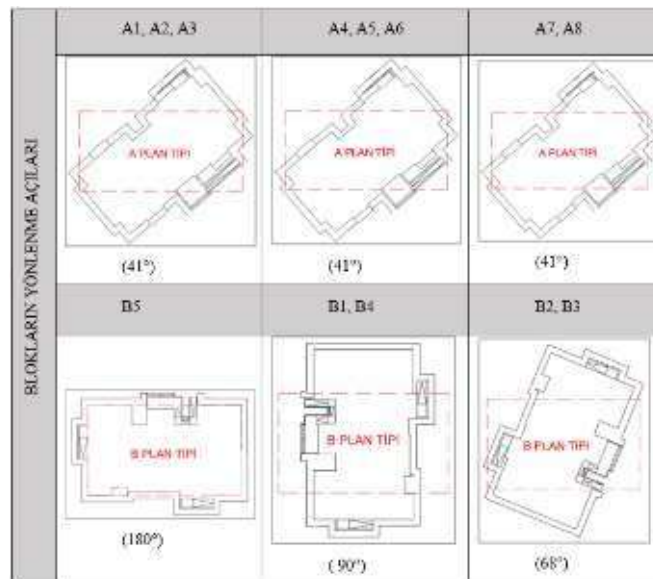 BLOKLARIN YÖNLENME AÇILARI
A1, A2, A3
A4, A5, A6
A7, A8
A PLAN TİPİ
A PLAN TİPİ
A PLAN TİPİ
(41°)
(41°)
(41°)
B5
B1, B4
B2, B3
B PLAN TİPİ
B PLAN TİPİ
B PLAN TİPİ
(180°)
( 90°)
(68°)